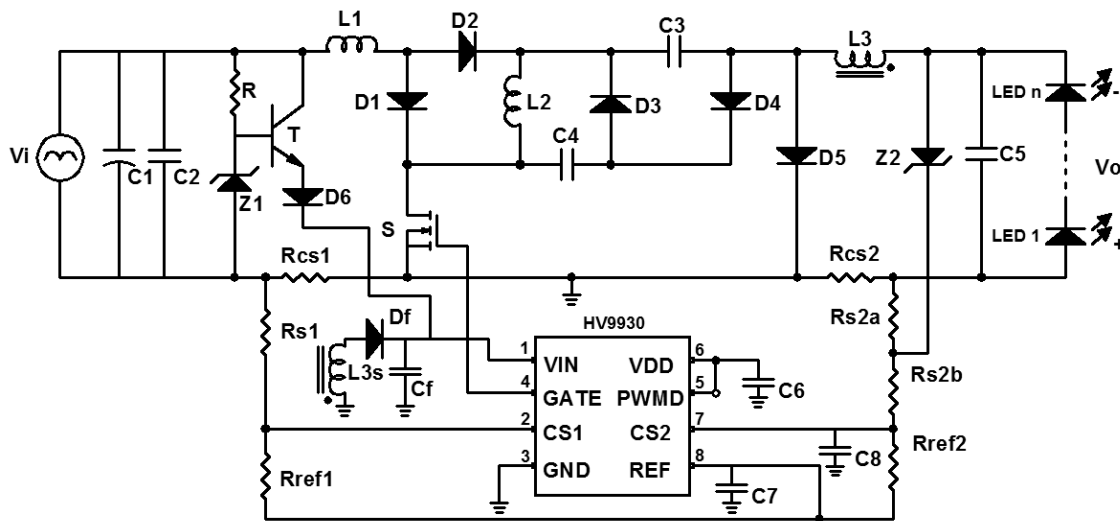 L1
D2
C3
L3
R
D1
L2
D3
D4
LED n
-
T
C4
Vi
C1
C2
Z1
D6
D5
Z2
C5
Vo
S
LED 1
+
Rcs1
Rcs2
Rs1
Df
HV9930
Rs2a
L3s
Cf
1
VIN
VDD
6
C6
Rs2b
4
GATE
PWMD
5
2
CS1
CS2
7
Rref1
3
GND
REF
8
C7
C8
Rref2